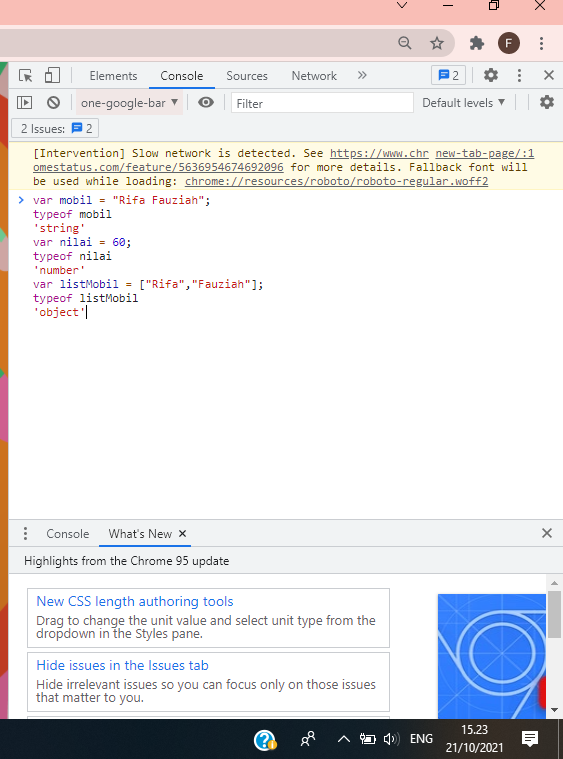 F
Elements Console Sources Network » 2
one-google-bar ▼ Filter Default levels ▼
2 Issues: 2
[Intervention] Slow network is detected. See https://www.chr new-tab-page/:1
omestatus.com/feature/5636954674692096 for more details. Fallback font will
be used while loading: chrome://resources/roboto/roboto-regular.woff2
> var mobil = "Rifa Fauziah";
typeof mobil
'string'
var nilai = 60;
typeof nilai
'number'
var listMobil = ["Rifa","Fauziah"];
typeof listMobil
'object'
Console What's New ×
Highlights from the Chrome 95 update
New CSS length authoring tools
Drag to change the unit value and select unit type from the
dropdown in the Styles pane.
Hide issues in the Issues tab
Hide irrelevant issues so you can focus only on those issues
that matter to you.
ENG
15.23
21/10/2021